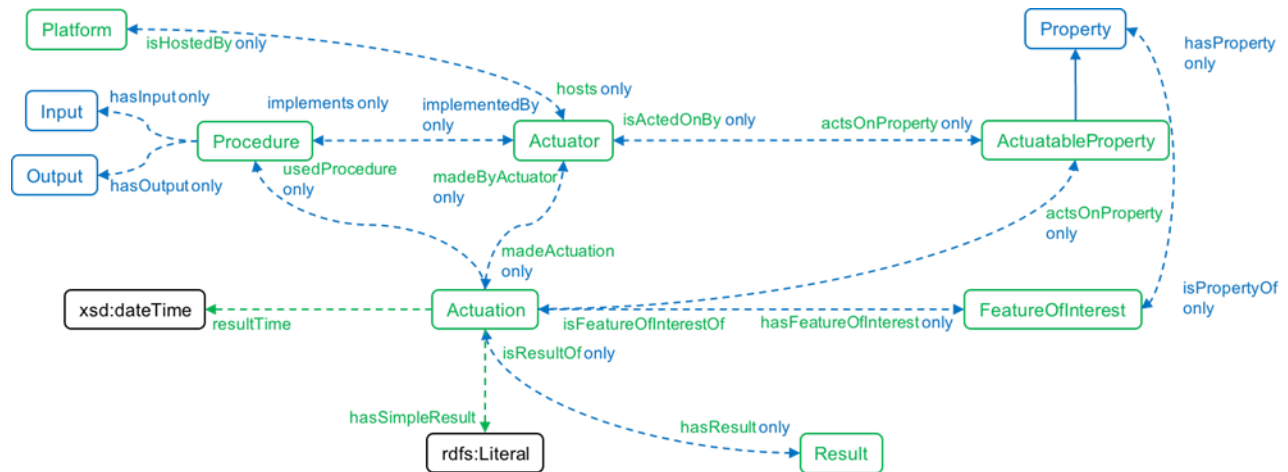 Platform
isHostedBy only
Property
hasProperty
only
Input
hasInput only
implements only
implementedBy
only
hosts only
isActedOnBy only
actsOnProperty only
Procedure
Actuator
ActuatableProperty
Output
hasOutput only
usedProcedure
only
madeByActuator
only
actsOnProperty
only
madeActuation
only
isPropertyOf
only
xsd:dateTime
resultTime
Actuation
isFeatureOfInterestOf
hasFeatureOfInterest only
FeatureOfInterest
isResultOf only
hasSimpleResult
hasResult only
rdfs:Literal
Result